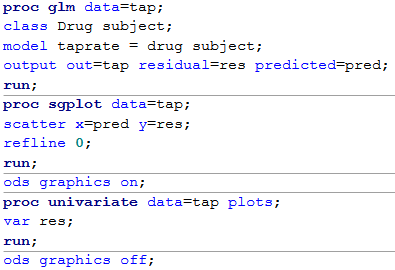 proc glm data=tap;
class Drug subject;
model taprate = drug subject;
output out=tap residual=res predicted=pred;
run;
proc sgplot data=tap;
scatter x=pred y=res;
refline 0;
run;
ods graphics on;
proc univariate data=tap plots;
var res;
run;
ods graphics off;